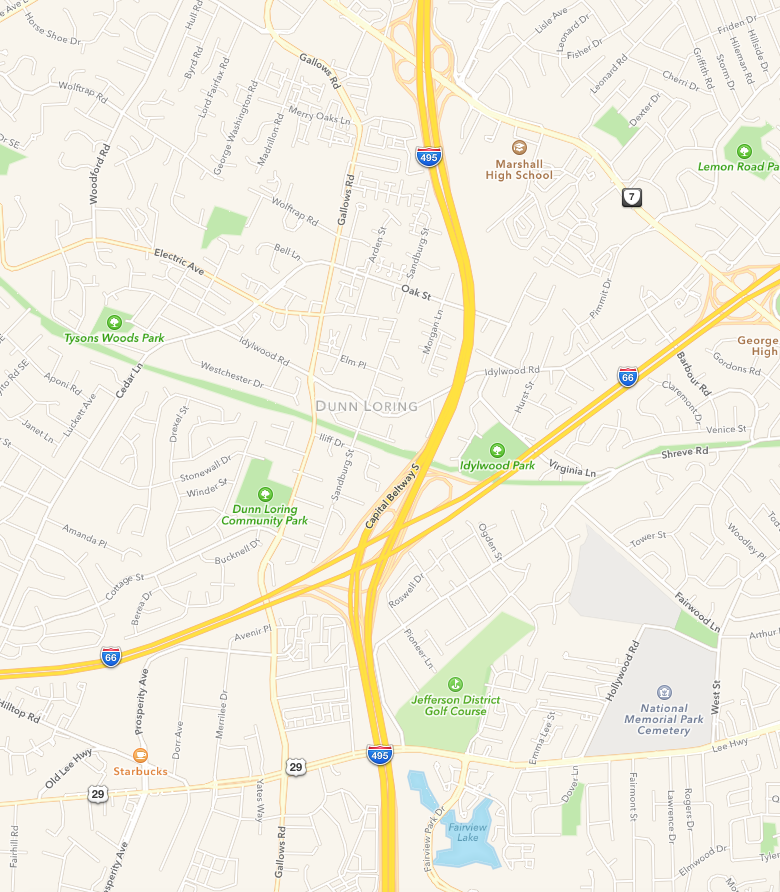 Horse Shoe Dr
Hull Rd
Lisle Ave
Leonard Dr
Friden Dr
Hillside Dr
Hileman Rd
Fisher Dr
Griffith Rd
Storm Dr
Byrd Rd
Gallows Rd
Leonard Rd
Cherri Dr
Wolftrap Rd
Lord Fairfax Rd
George Washington Rd
Merry Oaks Ln
Dexter Dr
Madrillon Rd
Dr SE
495
Marshall
High School
Lemon Road Pa
Woodford Rd
Gallows Rd
7
Wolftrap Rd
Arden St
Sandburg St
Electric Ave
Bell Ln
Oak St
Pimmit Dr
Morgan Ln
Tysons Woods Park
Idylwood Rd
George
High
Elm Pl
Idylwood Rd
66
Barbour Rd
Gordons Rd
Westchester Dr
Cedar Ln
Aponi Rd
Luckett Ave
Hurst St
Claremont Dr
DUNN LORING
Drexel St
Janet Ln
Venice St
Iliff Dr
Shreve Rd
Idylwood Park
Virginia Ln
Stonewall Dr
Winder St
Sandburg St
Capital Beltway S
Dunn Loring
Community Park
Amanda Pl
Ogden St
Tower St
Woodley Pl
Bucknell Dr
Cottage St
Berea Dr
Roswell Dr
Fairwood Ln
Avenir Pl
Pioneer Ln
Arthur
66
Hollywood Rd
Prosperity Ave
Jefferson District
Golf Course
National
Memorial Park
Cemetery
West St
Hilltop Rd
Dorr Ave
Merrilee Dr
Emma Lee St
Lee Hwy
Old Lee Hwy
Starbucks
29
495
29
Yates Way
Dover Ln
Fairmont St
Lawrence Dr
Rogers Dr
Fairview
Lake
Fairview Park Dr
Fairhill Rd
Gallows Rd
Prosperity Ave
Elmwood Dr
Tyler